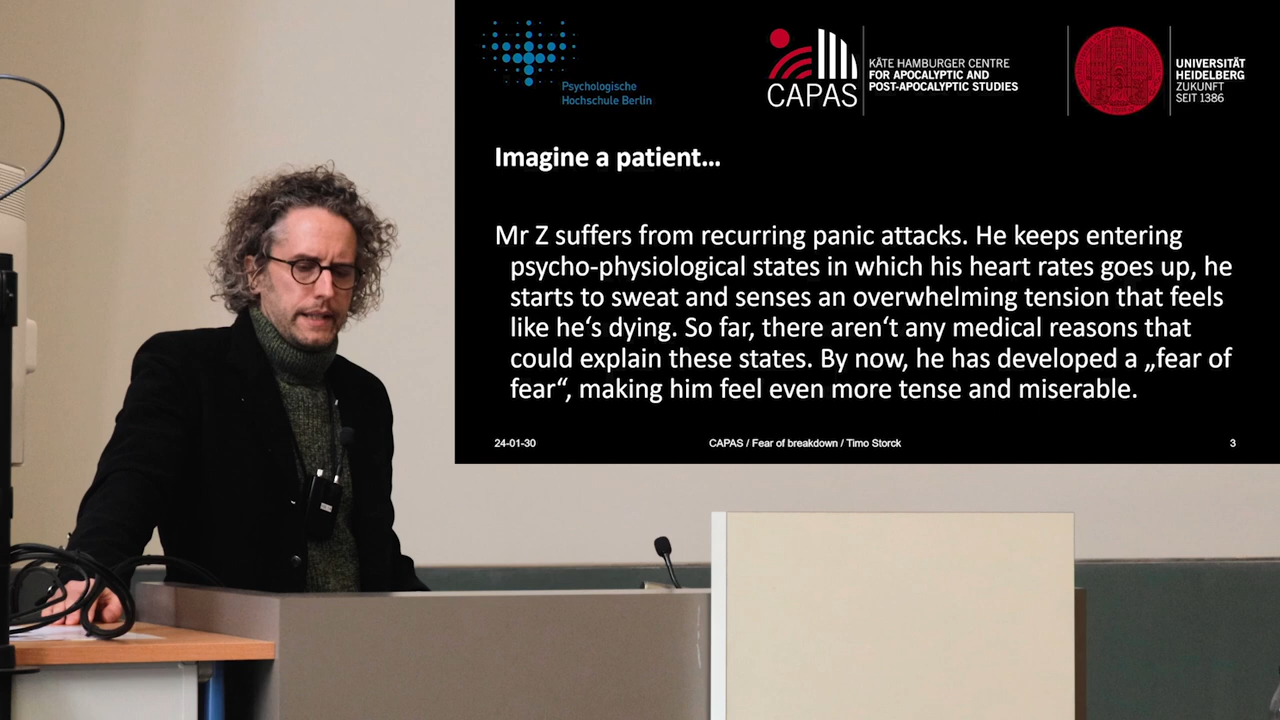 Psychologische
Hochschule Berlin
CAPAS
KÄTE HAMBURGER CENTRE
FOR APOCALYPTIC AND
POST-APOCALYPTIC STUDIES
UNIVERSITÄT
HEIDELBERG
ZUKUNFT
SEIT 1386
Imagine a patient…
Mr Z suffers from recurring panic attacks. He keeps entering
psycho-physiological states in which his heart rates goes up, he
starts to sweat and senses an overwhelming tension that feels
like he‘s dying. So far, there aren‘t any medical reasons that
could explain these states. By now, he has developed a „fear of
fear“, making him feel even more tense and miserable.
24-01-30
CAPAS / Fear of breakdown / Timo Storck
3